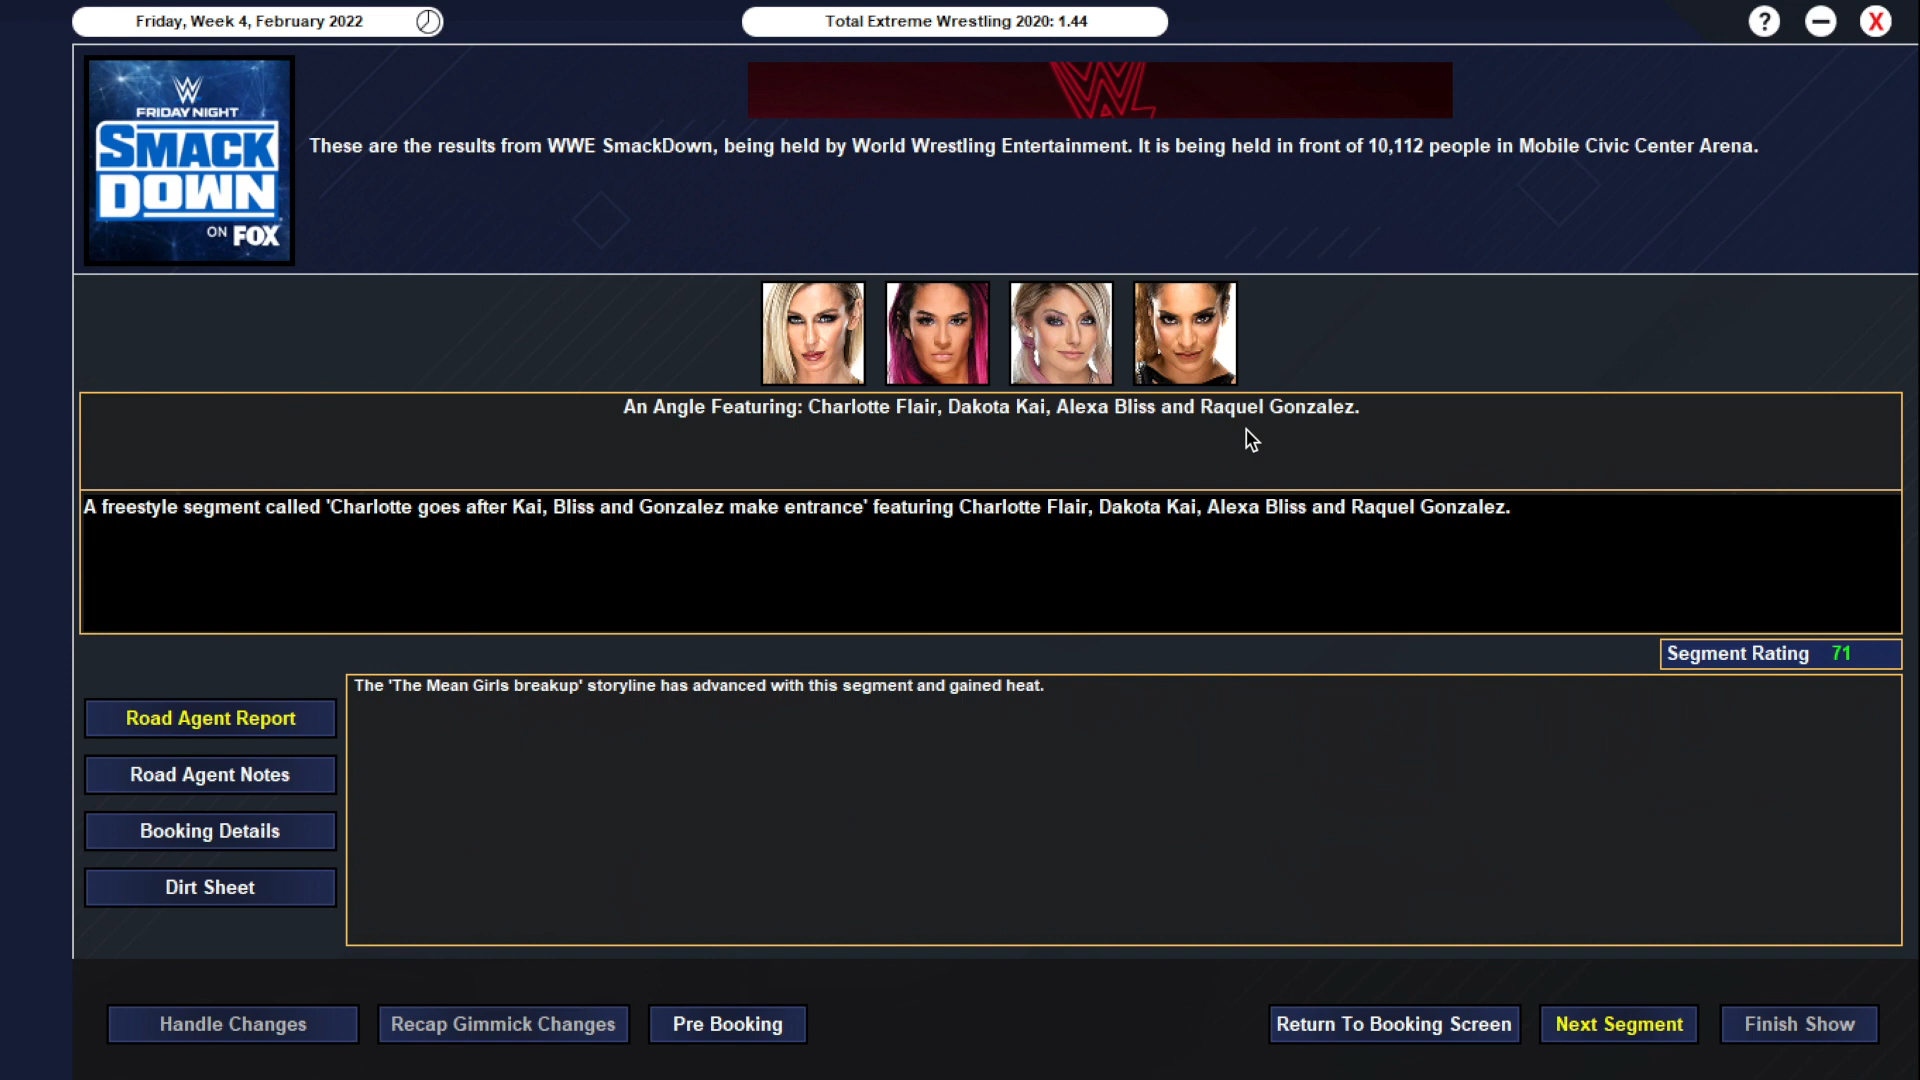 Friday, Week 4, February 2022
Total Extreme Wrestling 2020: 1.44
?
X
W
FRIDAY NIGHT
SMACK
DOWN
ON FOX
These are the results from WWE SmackDown, being held by World Wrestling Entertainment. It is being held in front of 10,112 people in Mobile Civic Center Arena.
An Angle Featuring: Charlotte Flair, Dakota Kai, Alexa Bliss and Raquel Gonzalez.
A freestyle segment called 'Charlotte goes after Kai, Bliss and Gonzalez make entrance' featuring Charlotte Flair, Dakota Kai, Alexa Bliss and Raquel Gonzalez.
Segment Rating 71
The 'The Mean Girls breakup' storyline has advanced with this segment and gained heat.
Road Agent Report
Road Agent Notes
Booking Details
Dirt Sheet
Handle Changes
Recap Gimmick Changes
Pre Booking
Return To Booking Screen
Next Segment
Finish Show